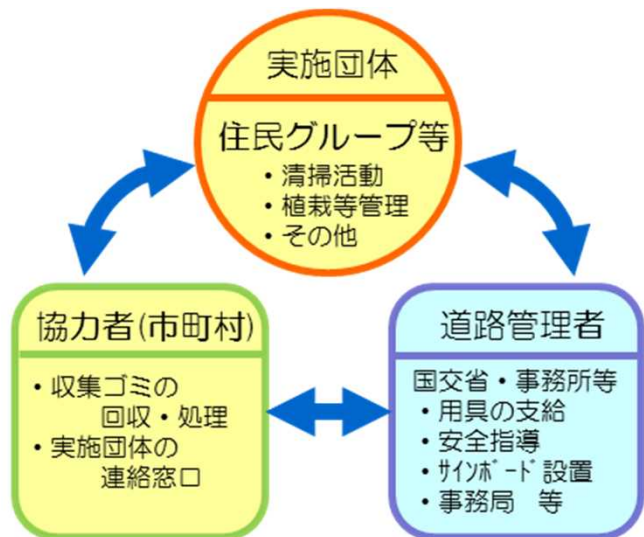 実施団体
住民グループ等
・清掃活動
・植栽等管理
・その他
協力者(市町村)
・収集ゴミの
回収・処理
・実施団体の
連絡窓口
道路管理者
国交省・事務所等
・用具の支給
・安全指導
・ｻｲﾝﾎﾞｰﾄﾞ設置
・事務局 等